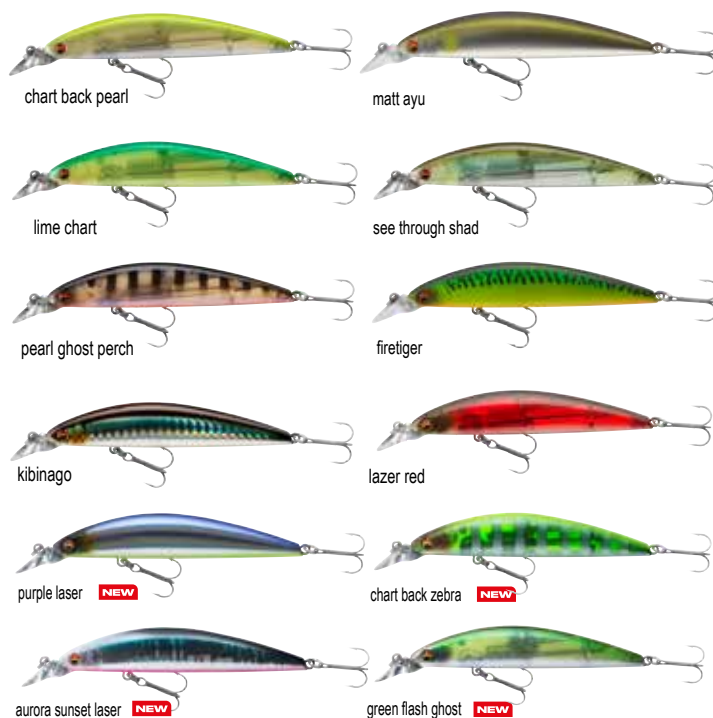 chart back pearl
matt ayu
lime chart
see through shad
pearl ghost perch
firetiger
kibinago
lazer red
purple laser NEW
chart back zebra NEW
aurora sunset laser NEW
green flash ghost NEW